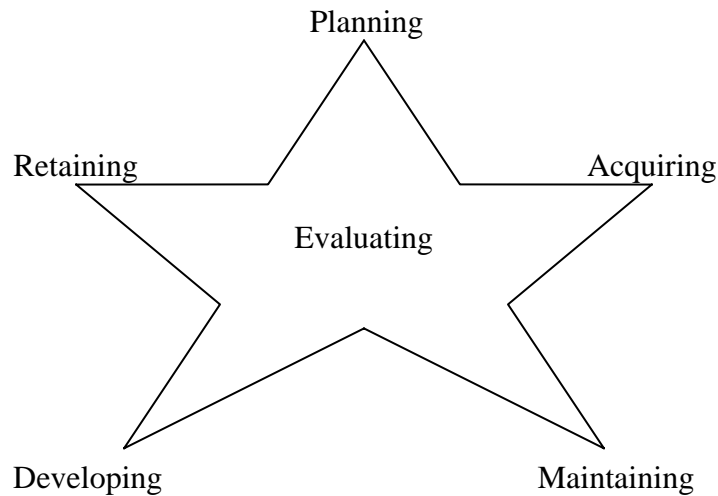 Planning
Retaining
Acquiring
Evaluating
Developing
Maintaining